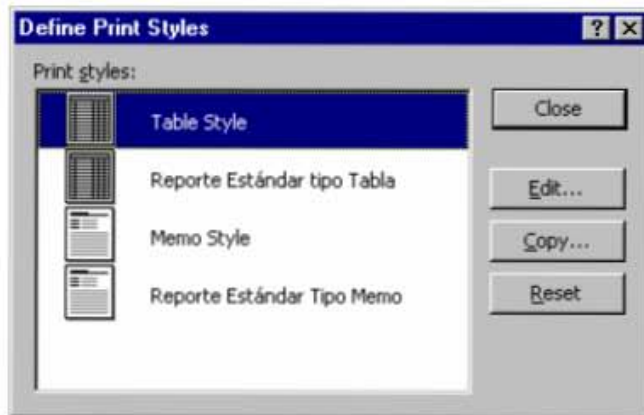 Define Print Styles
Print styles:
Table Style
Reporte Estándar tipo Tabla
Memo Style
Reporte Estándar Tipo Memo
Close
Edit...
Copy...
Reset